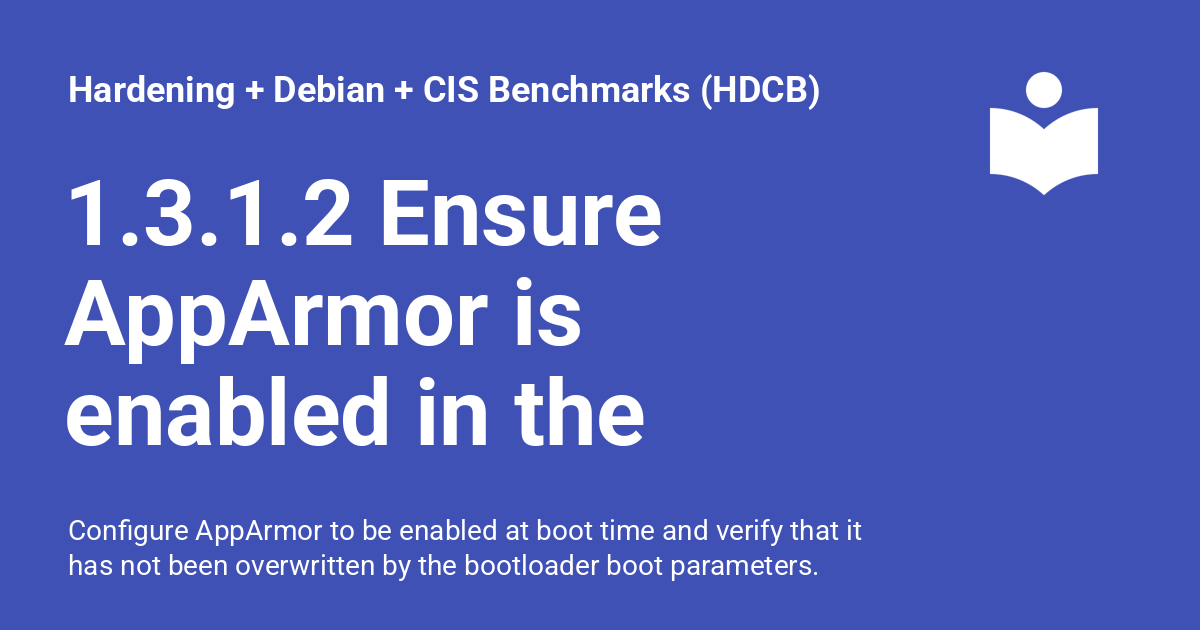 Hardening + Debian + CIS Benchmarks (HDCB)
1.3.1.2 Ensure
AppArmor is
enabled in the
Configure AppArmor to be enabled at boot time and verify that it
has not been overwritten by the bootloader boot parameters.